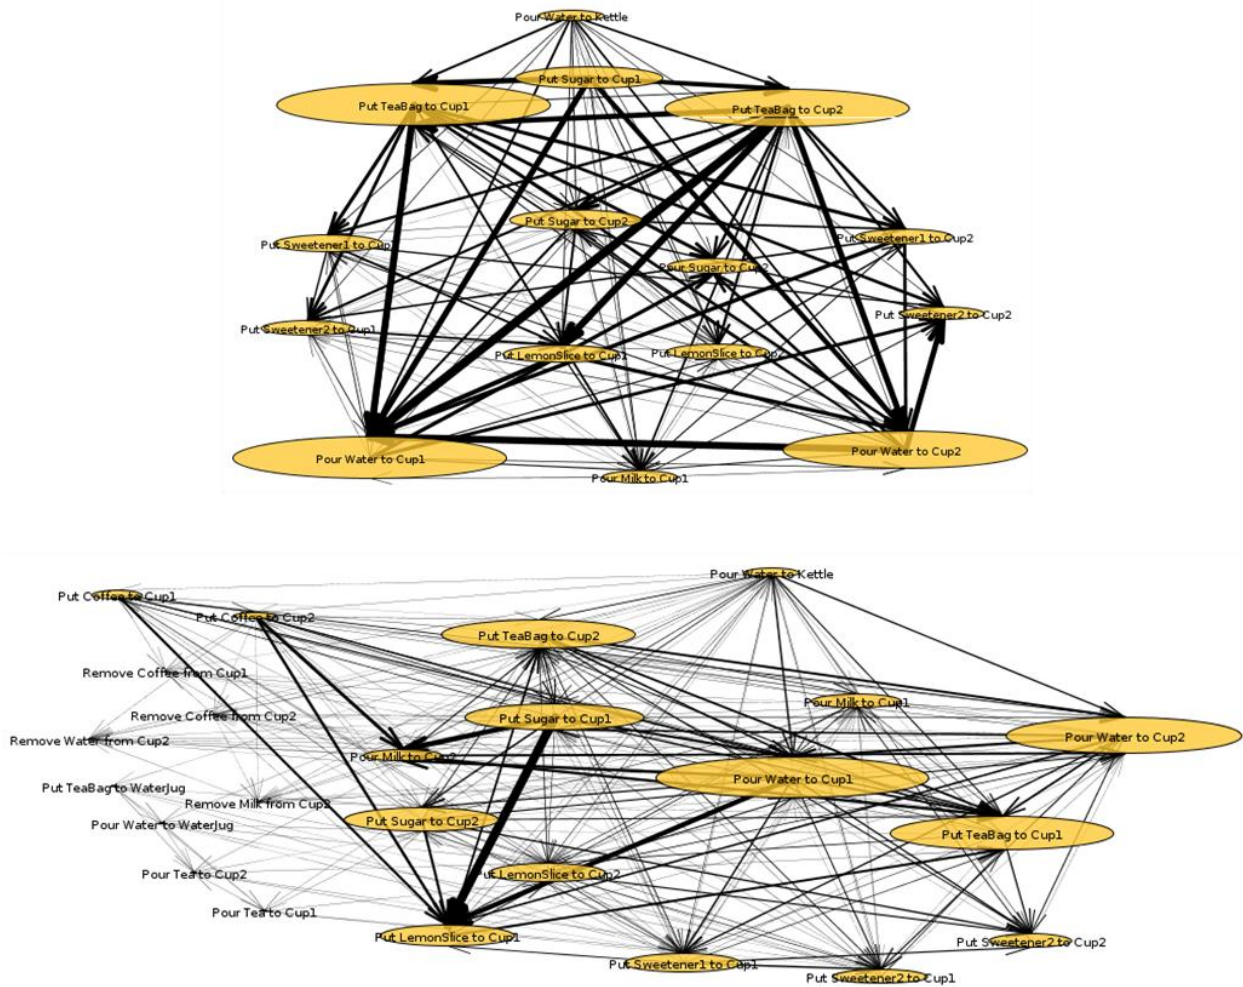 Pour Water to Kettle
Put Sugar to Cup1
Put TeaBag to Cup1
Put TeaBag to Cup2
Put Sugar to Cup2
Put Sweetener1 to Cup1
Put Sweetener1 to Cup2
Pour Sugar to Cup2
Put Sweetener2 to Cup2
Put Sweetener2 to Cup1
Put LemonSlice to Cup1
Put LemonSlice to Cup2
Pour Water to Cup2
Pour Water to Cup1
Pour Milk to Cup1
Pour Water to Kettle
Put Coffee to Cup1
Put Coffee to Cup2
Put TeaBag to Cup2
Remove Coffee from Cup1
Pour Milk to Cup1
Remove Coffee from Cup2
Put Sugar to Cup1
Pour Water to Cup2
Remove Water from Cup2
Pour Milk to Cup2
Pour Water to Cup1
Put TeaBag to WaterJug
Remove Milk from Cup2
Put Sugar to Cup2
Pour Water to WaterJug
Put TeaBag to Cup1
Pour Tea to Cup2
Put LemonSlice to Cup2
Pour Tea to Cup1
Put LemonSlice to Cup1
Put Sweetener2 to Cup2
Put Sweetener1 to Cup1
Put Sweetener2 to Cup1